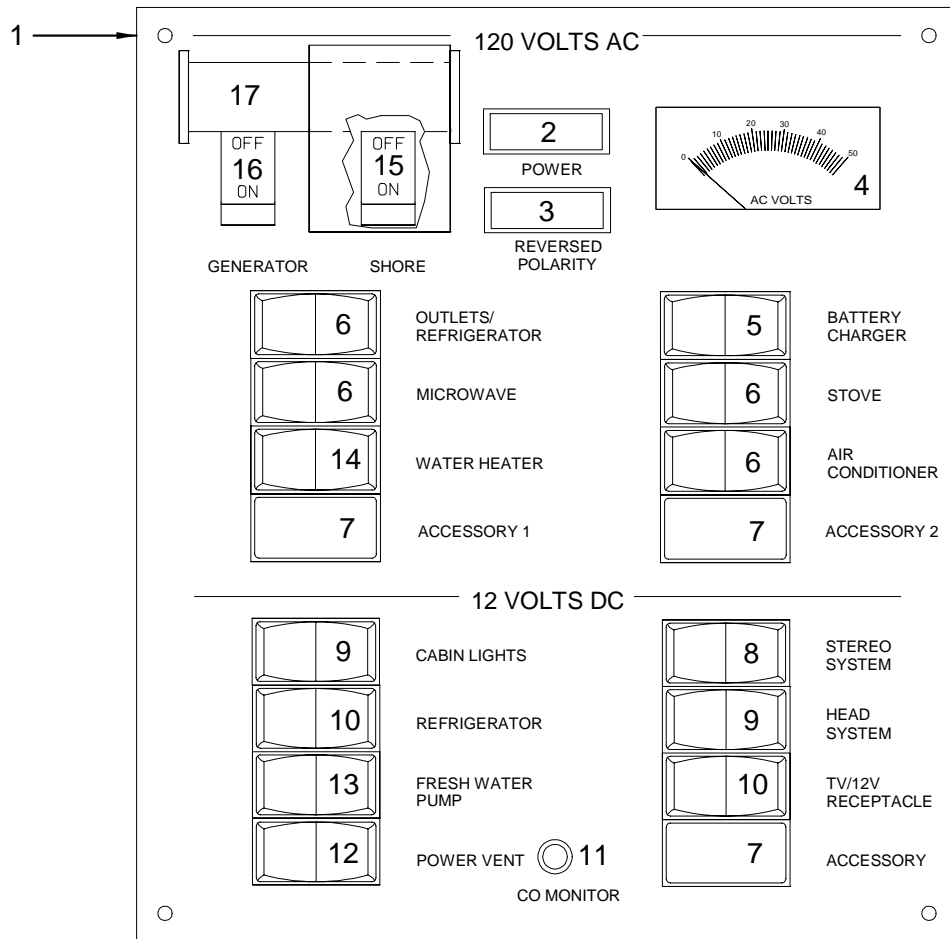 1
120 VOLTS AC
17
OFF
16
ON
OFF
15
ON
GENERATOR
SHORE
2
POWER
3
REVERSED
POLARITY
0
10
20
30
40
50
AC VOLTS
4
6
OUTLETS/
REFRIGERATOR
6
MICROWAVE
14
WATER HEATER
7
ACCESSORY 1
5
BATTERY
CHARGER
6
STOVE
6
AIR
CONDITIONER
7
ACCESSORY 2
12 VOLTS DC
9
CABIN LIGHTS
10
REFRIGERATOR
13
FRESH WATER
PUMP
12
POWER VENT
11
CO MONITOR
8
STEREO
SYSTEM
9
HEAD
SYSTEM
10
TV/12V
RECEPTACLE
7
ACCESSORY